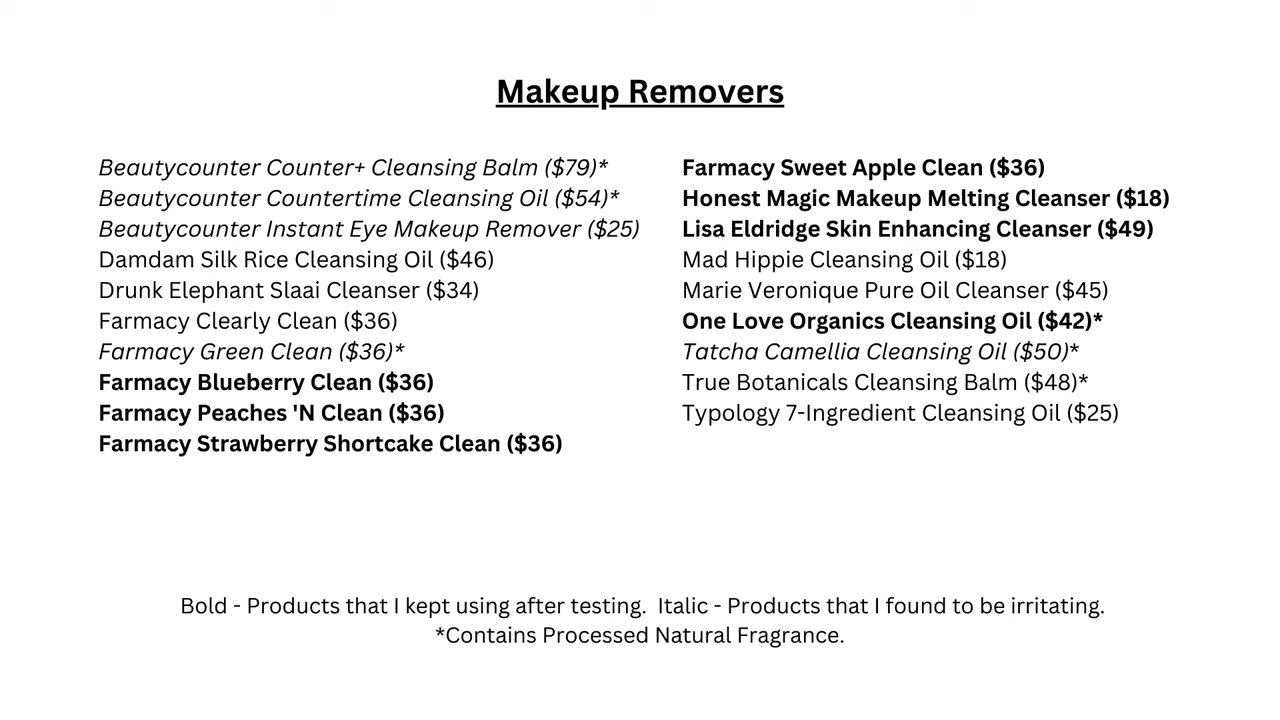 Makeup Removers
Beautycounter Counter+ Cleansing Balm ($79)*
Beautycounter Countertime Cleansing Oil ($54)*
Beautycounter Instant Eye Makeup Remover ($25)
Damdam Silk Rice Cleansing Oil ($46)
Drunk Elephant Slaai Cleanser ($34)
Farmacy Clearly Clean ($36)
Farmacy Green Clean ($36)*
Farmacy Blueberry Clean ($36)
Farmacy Peaches 'N Clean ($36)
Farmacy Strawberry Shortcake Clean ($36)
Farmacy Sweet Apple Clean ($36)
Honest Magic Makeup Melting Cleanser ($18)
Lisa Eldridge Skin Enhancing Cleanser ($49)
Mad Hippie Cleansing Oil ($18)
Marie Veronique Pure Oil Cleanser ($45)
One Love Organics Cleansing Oil ($42)*
Tatcha Camellia Cleansing Oil ($50)*
True Botanicals Cleansing Balm ($48)*
Typology 7-Ingredient Cleansing Oil ($25)
Bold - Products that I kept using after testing.  Italic - Products that I found to be irritating.
*Contains Processed Natural Fragrance.